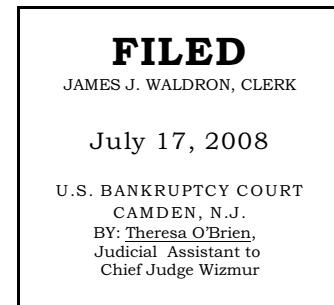 FILED
JAMES J. WALDRON, CLERK
July 17, 2008
U.S. BANKRUPTCY COURT
CAMDEN, N.J.
BY: Theresa O'Brien,
Judicial Assistant to
Chief Judge Wizmur